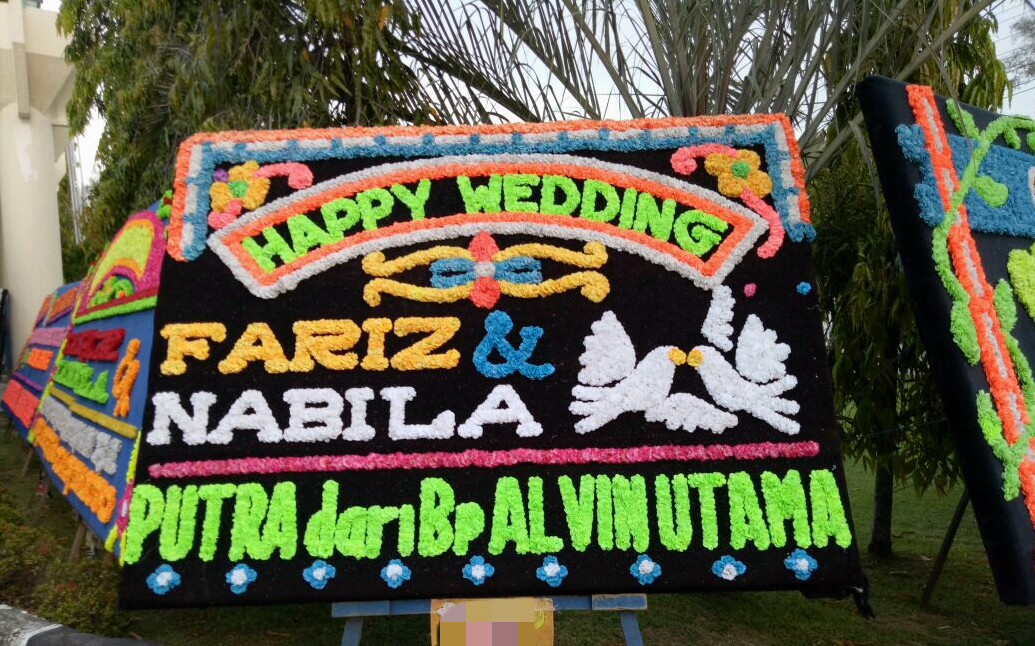 HAPPY WEDDING
FARIZ &
NABILA
PUTRA dari Bp ALVIN UTAMA